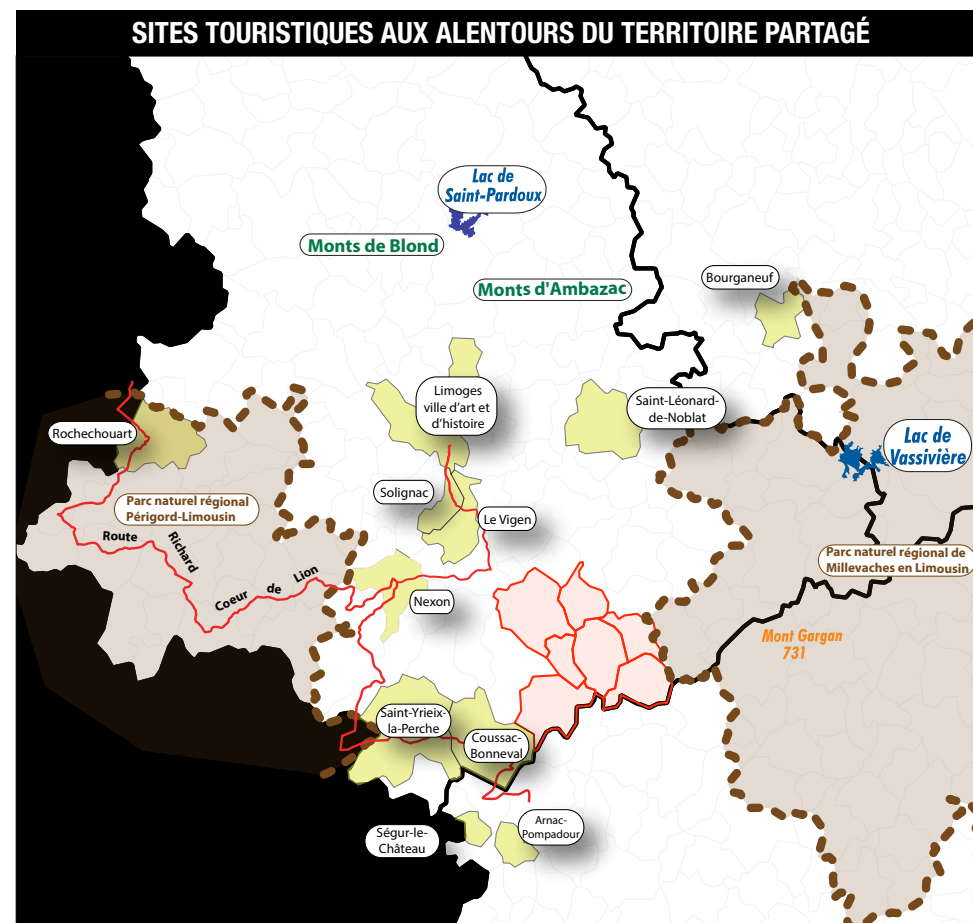 SITES TOURISTIQUES AUX ALENTOURS DU TERRITOIRE PARTAGÉ
Lac de
Saint-Pardoux
Monts de Blond
Monts d'Ambazac
Bourganeuf
Limoges
ville d'art et
d'histoire
Saint-Léonard-
de-Noblat
Rochechouart
Lac de
Vassivière
Solignac
Le Vigen
Parc naturel régional
Périgord-Limousin
Route Richard Coeur de Lion
Parc naturel régional de
Millevaches en Limousin
Nexon
Mont Gargan
731
Saint-Yrieix-
la-Perche
Coussac-
Bonneval
Ségur-le-
Château
Arnac-
Pompadour